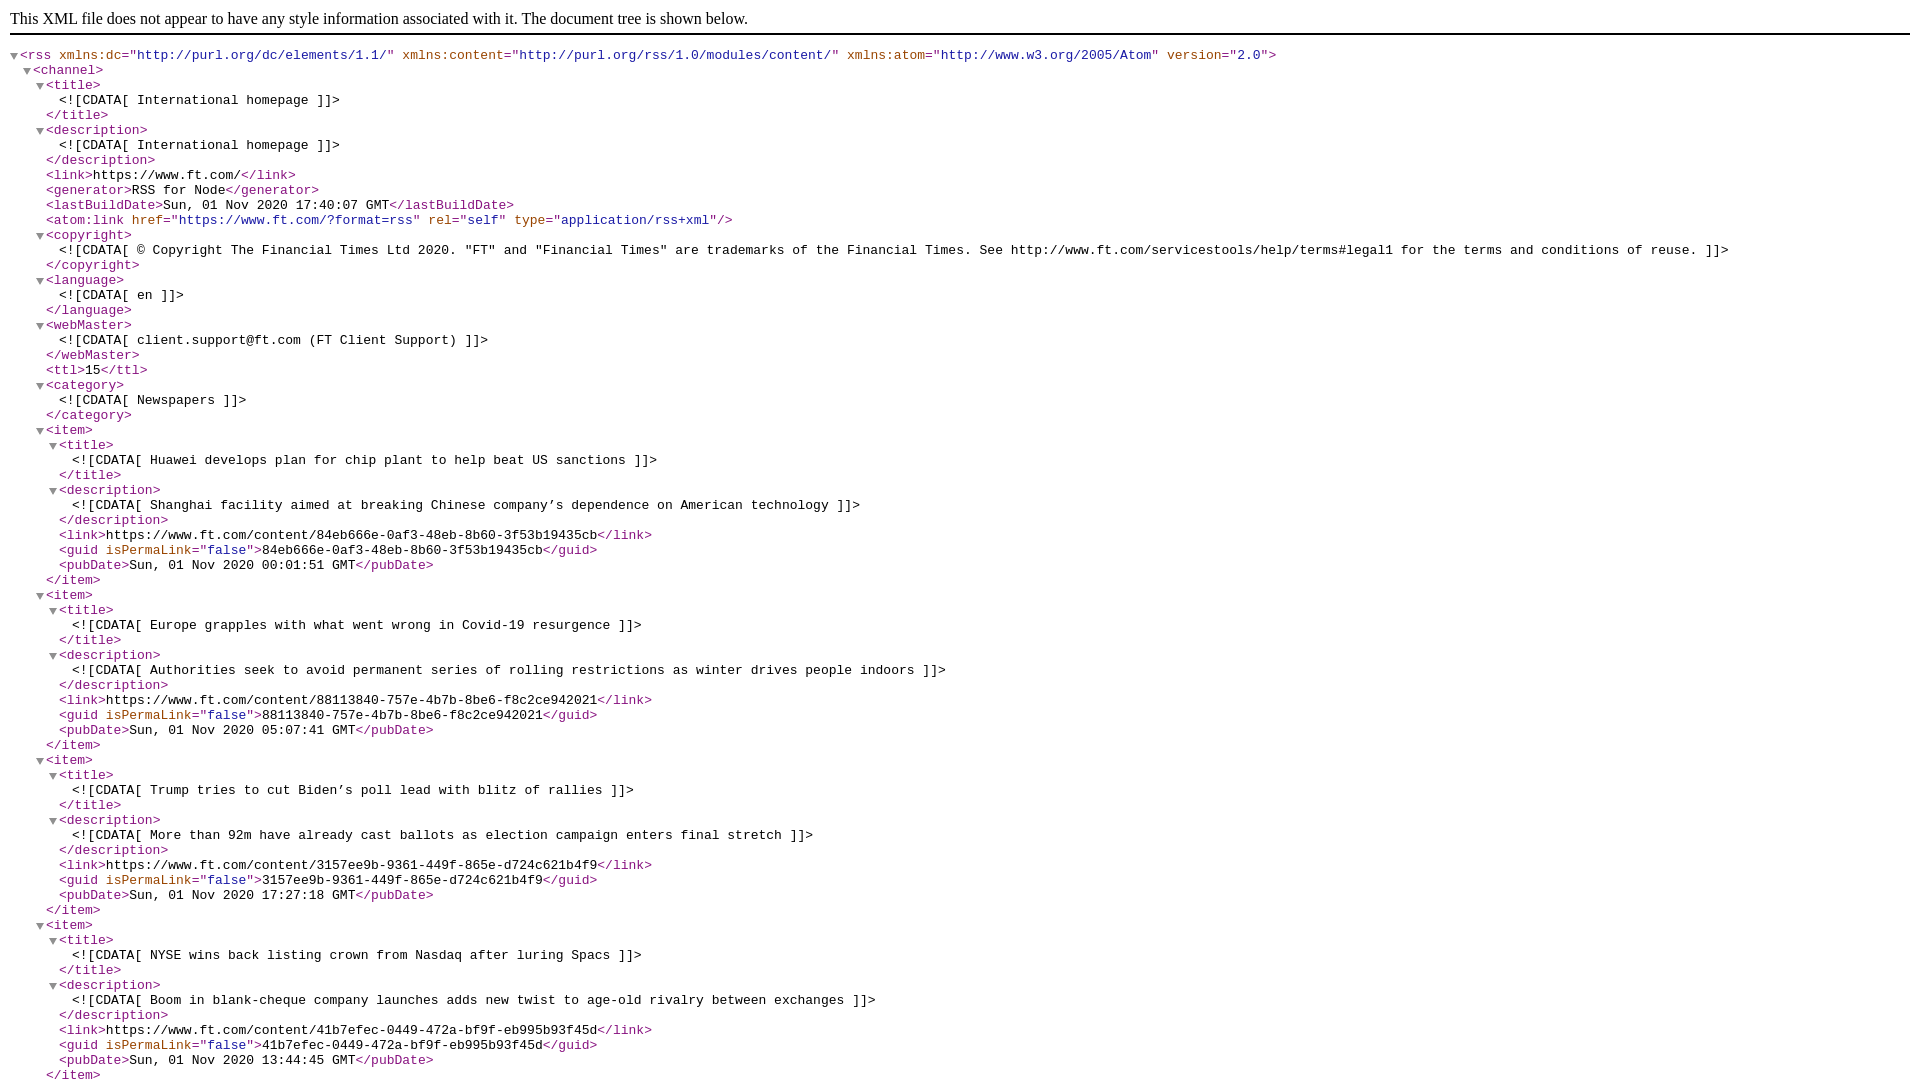 This XML file does not appear to have any style information associated with it. The document tree is shown below.
<rss xmlns:dc="http://purl.org/dc/elements/1.1/" xmlns:content="http://purl.org/rss/1.0/modules/content/" xmlns:atom="http://www.w3.org/2005/Atom" version="2.0">
<channel>
<title>
<![CDATA[ International homepage ]]>
</title>
<description>
<![CDATA[ International homepage ]]>
</description>
<link>https://www.ft.com/</link>
<generator>RSS for Node</generator>
<lastBuildDate>Sun, 01 Nov 2020 17:40:07 GMT</lastBuildDate>
<atom:link href="https://www.ft.com/?format=rss" rel="self" type="application/rss+xml"/>
<copyright>
<![CDATA[ © Copyright The Financial Times Ltd 2020. "FT" and "Financial Times" are trademarks of the Financial Times. See http://www.ft.com/servicestools/help/terms#legal1 for the terms and conditions of reuse. ]]>
</copyright>
<language>
<![CDATA[ en ]]>
</language>
<webMaster>
<![CDATA[ client.support@ft.com (FT Client Support) ]]>
</webMaster>
<ttl>15</ttl>
<category>
<![CDATA[ Newspapers ]]>
</category>
<item>
<title>
<![CDATA[ Huawei develops plan for chip plant to help beat US sanctions ]]>
</title>
<description>
<![CDATA[ Shanghai facility aimed at breaking Chinese company’s dependence on American technology ]]>
</description>
<link>https://www.ft.com/content/84eb666e-0af3-48eb-8b60-3f53b19435cb</link>
<guid isPermaLink="false">84eb666e-0af3-48eb-8b60-3f53b19435cb</guid>
<pubDate>Sun, 01 Nov 2020 00:01:51 GMT</pubDate>
</item>
<item>
<title>
<![CDATA[ Europe grapples with what went wrong in Covid-19 resurgence ]]>
</title>
<description>
<![CDATA[ Authorities seek to avoid permanent series of rolling restrictions as winter drives people indoors ]]>
</description>
<link>https://www.ft.com/content/88113840-757e-4b7b-8be6-f8c2ce942021</link>
<guid isPermaLink="false">88113840-757e-4b7b-8be6-f8c2ce942021</guid>
<pubDate>Sun, 01 Nov 2020 05:07:41 GMT</pubDate>
</item>
<item>
<title>
<![CDATA[ Trump tries to cut Biden’s poll lead with blitz of rallies ]]>
</title>
<description>
<![CDATA[ More than 92m have already cast ballots as election campaign enters final stretch ]]>
</description>
<link>https://www.ft.com/content/3157ee9b-9361-449f-865e-d724c621b4f9</link>
<guid isPermaLink="false">3157ee9b-9361-449f-865e-d724c621b4f9</guid>
<pubDate>Sun, 01 Nov 2020 17:27:18 GMT</pubDate>
</item>
<item>
<title>
<![CDATA[ NYSE wins back listing crown from Nasdaq after luring Spacs ]]>
</title>
<description>
<![CDATA[ Boom in blank-cheque company launches adds new twist to age-old rivalry between exchanges ]]>
</description>
<link>https://www.ft.com/content/41b7efec-0449-472a-bf9f-eb995b93f45d</link>
<guid isPermaLink="false">41b7efec-0449-472a-bf9f-eb995b93f45d</guid>
<pubDate>Sun, 01 Nov 2020 13:44:45 GMT</pubDate>
</item>